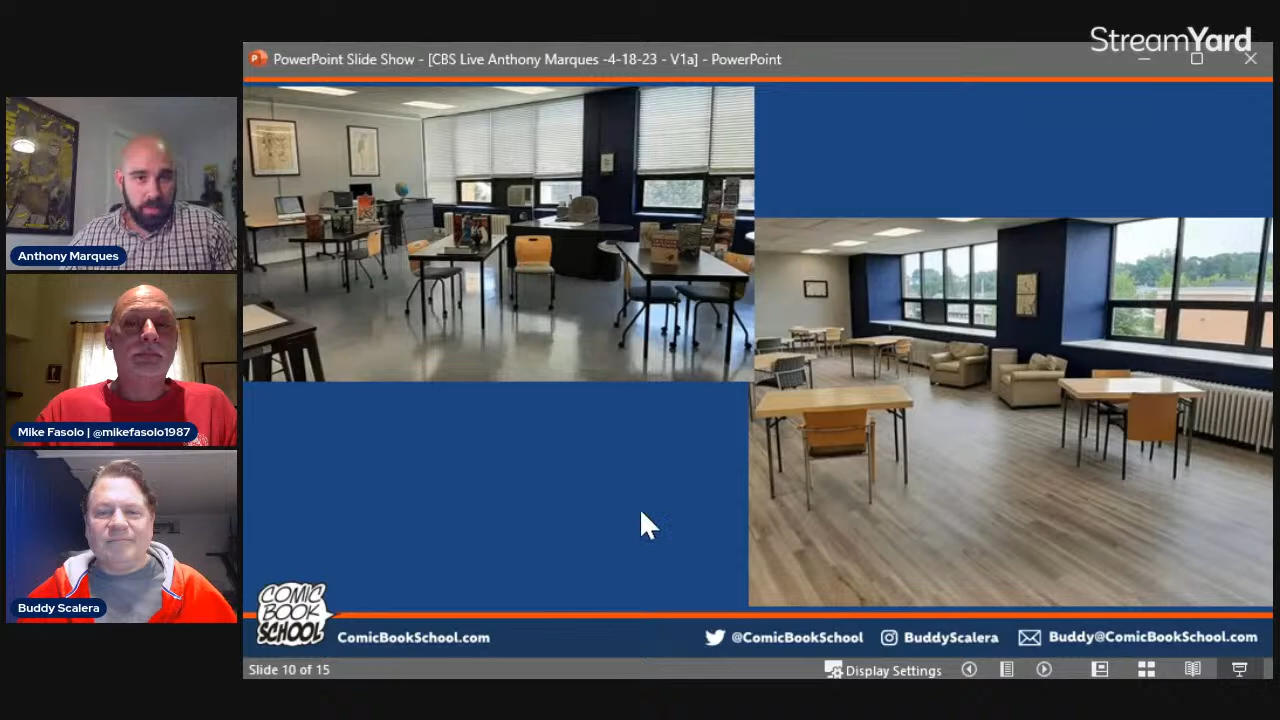 StreamYard
PowerPoint Slide Show - [CBS Live Anthony Marques -4-18-23 - V1a] - PowerPoint
Anthony Marques
Mike Fasolo | @mikefasolo1987
Buddy Scalera
COMIC
BOOK
SCHOOL
ComicBookSchool.com
@ComicBookSchool
BuddyScalera
Buddy@ComicBookSchool.com
Slide 10 of 15
Display Settings